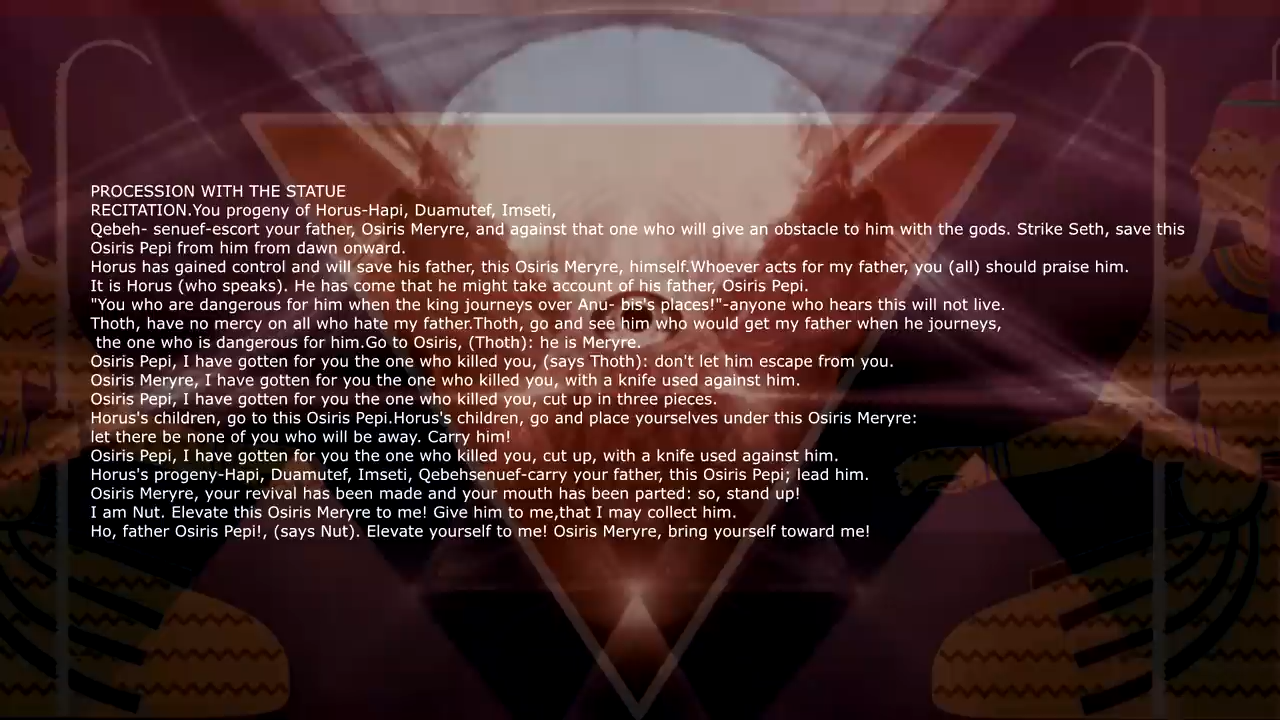 PROCESSION WITH THE STATUE
RECITATION.You progeny of Horus-Hapi, Duamutef, Imseti,
Qebeh- senuef-escort your father, Osiris Meryre, and against that one who will give an obstacle to him with the gods. Strike Seth, save this
Osiris Pepi from him from dawn onward.
Horus has gained control and will save his father, this Osiris Meryre, himself.Whoever acts for my father, you (all) should praise him.
It is Horus (who speaks). He has come that he might take account of his father, Osiris Pepi.
"You who are dangerous for him when the king journeys over Anu- bis's places!"-anyone who hears this will not live.
Thoth, have no mercy on all who hate my father.Thoth, go and see him who would get my father when he journeys,
the one who is dangerous for him.Go to Osiris, (Thoth): he is Meryre.
Osiris Pepi, I have gotten for you the one who killed you, (says Thoth): don't let him escape from you.
Osiris Meryre, I have gotten for you the one who killed you, with a knife used against him.
Osiris Pepi, I have gotten for you the one who killed you, cut up in three pieces.
Horus's children, go to this Osiris Pepi.Horus's children, go and place yourselves under this Osiris Meryre:
let there be none of you who will be away. Carry him!
Osiris Pepi, I have gotten for you the one who killed you, cut up, with a knife used against him.
Horus's progeny-Hapi, Duamutef, Imseti, Qebehsenuef-carry your father, this Osiris Pepi; lead him.
Osiris Meryre, your revival has been made and your mouth has been parted: so, stand up!
I am Nut. Elevate this Osiris Meryre to me! Give him to me,that I may collect him.
Ho, father Osiris Pepi!, (says Nut). Elevate yourself to me! Osiris Meryre, bring yourself toward me!